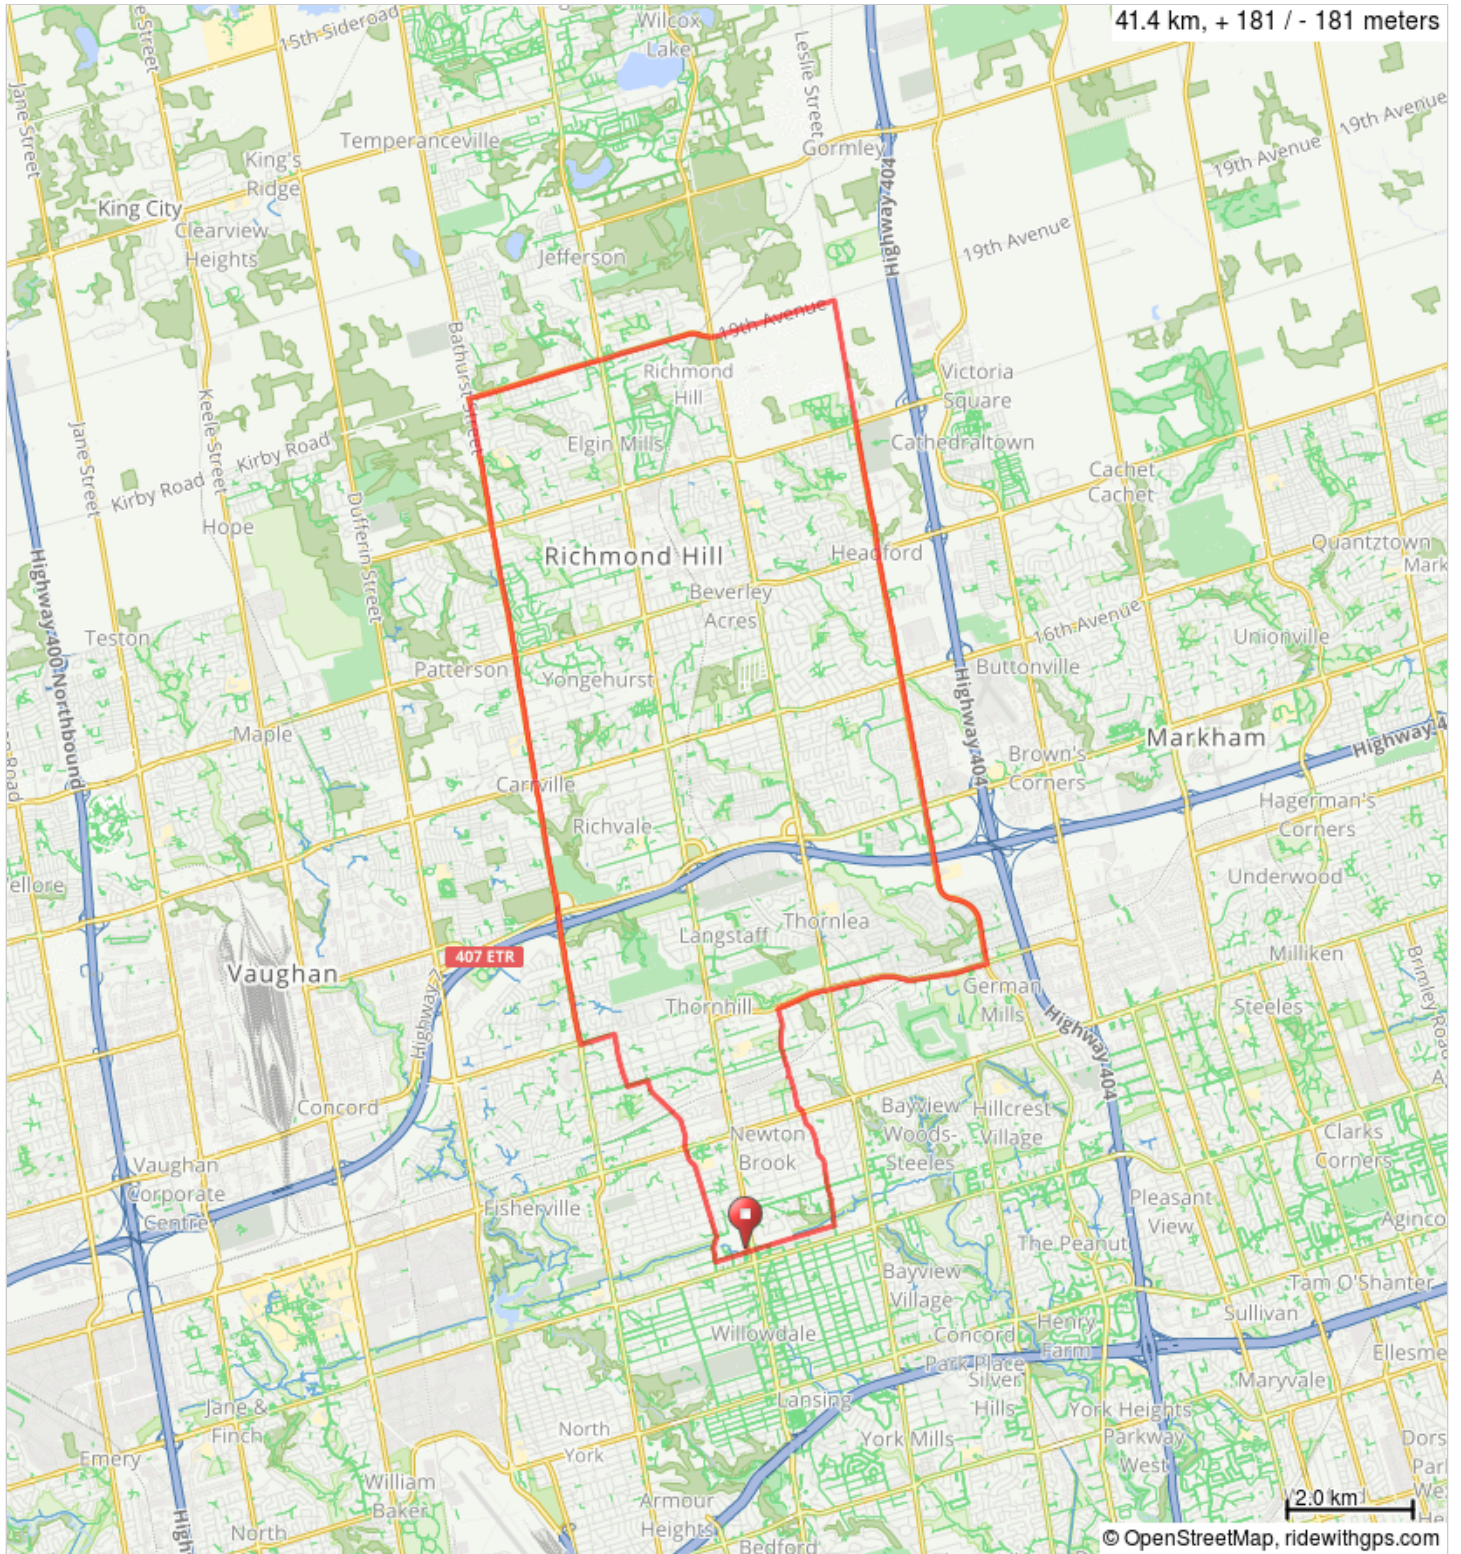 41.4 km, + 181 / - 181 meters
15th Sideroad
Wilcox
Lake
Leslie Street
Jane Street
Temperanceville
Gormley
19th Avenue
19th Avenue
King's
Ridge
King City
Clearview
Heights
Highway 404
19th Avenue
Jefferson
19th Avenue
Bathurst Street
Richmond
Hill
Victoria
Square
Keele Street
Jane Street
Kirby Road
Elgin Mills
Cathedraltown
Kirby Road
Cachet
Cachet
Hope
Dufferin Street
Richmond Hill
Headford
Quantztown
Mark
Beverley
Acres
Highway 400 Northbound
Teston
16th Avenue
Unionville
Patterson
Yongehurst
Buttonville
Highway 404
Maple
Markham
Highway 4
Carrville
Brown's
Corners
Richvale
Hagerman's
Corners
ellore
Underwood
Thornlea
Langstaff
407 ETR
Vaughan
Milliken
Brimley Road
German
Mills
Thornhill
Steeles
Highway
Highway 404
Concord
Bayview
Woods-
Steeles
Hillcrest
Village
Newton
Brook
Clarks
Corners
Vaughan
Corporate
Centre
Fisherville
Pleasant
View
Aginco
The Peanut
Bayview
Village
Tam O'Shanter
Sullivan
Willowdale
Concord
Park Place
Henry
Farm
Silver
Hills
Ellesme
Maryvale
Lansing
Jane &
Finch
North
York
York Mills
York Heights
Parkway
West
Emery
William
Baker
Armour
Heights
North
High
Bedford
2.0 km
© OpenStreetMap, ridewithgps.com